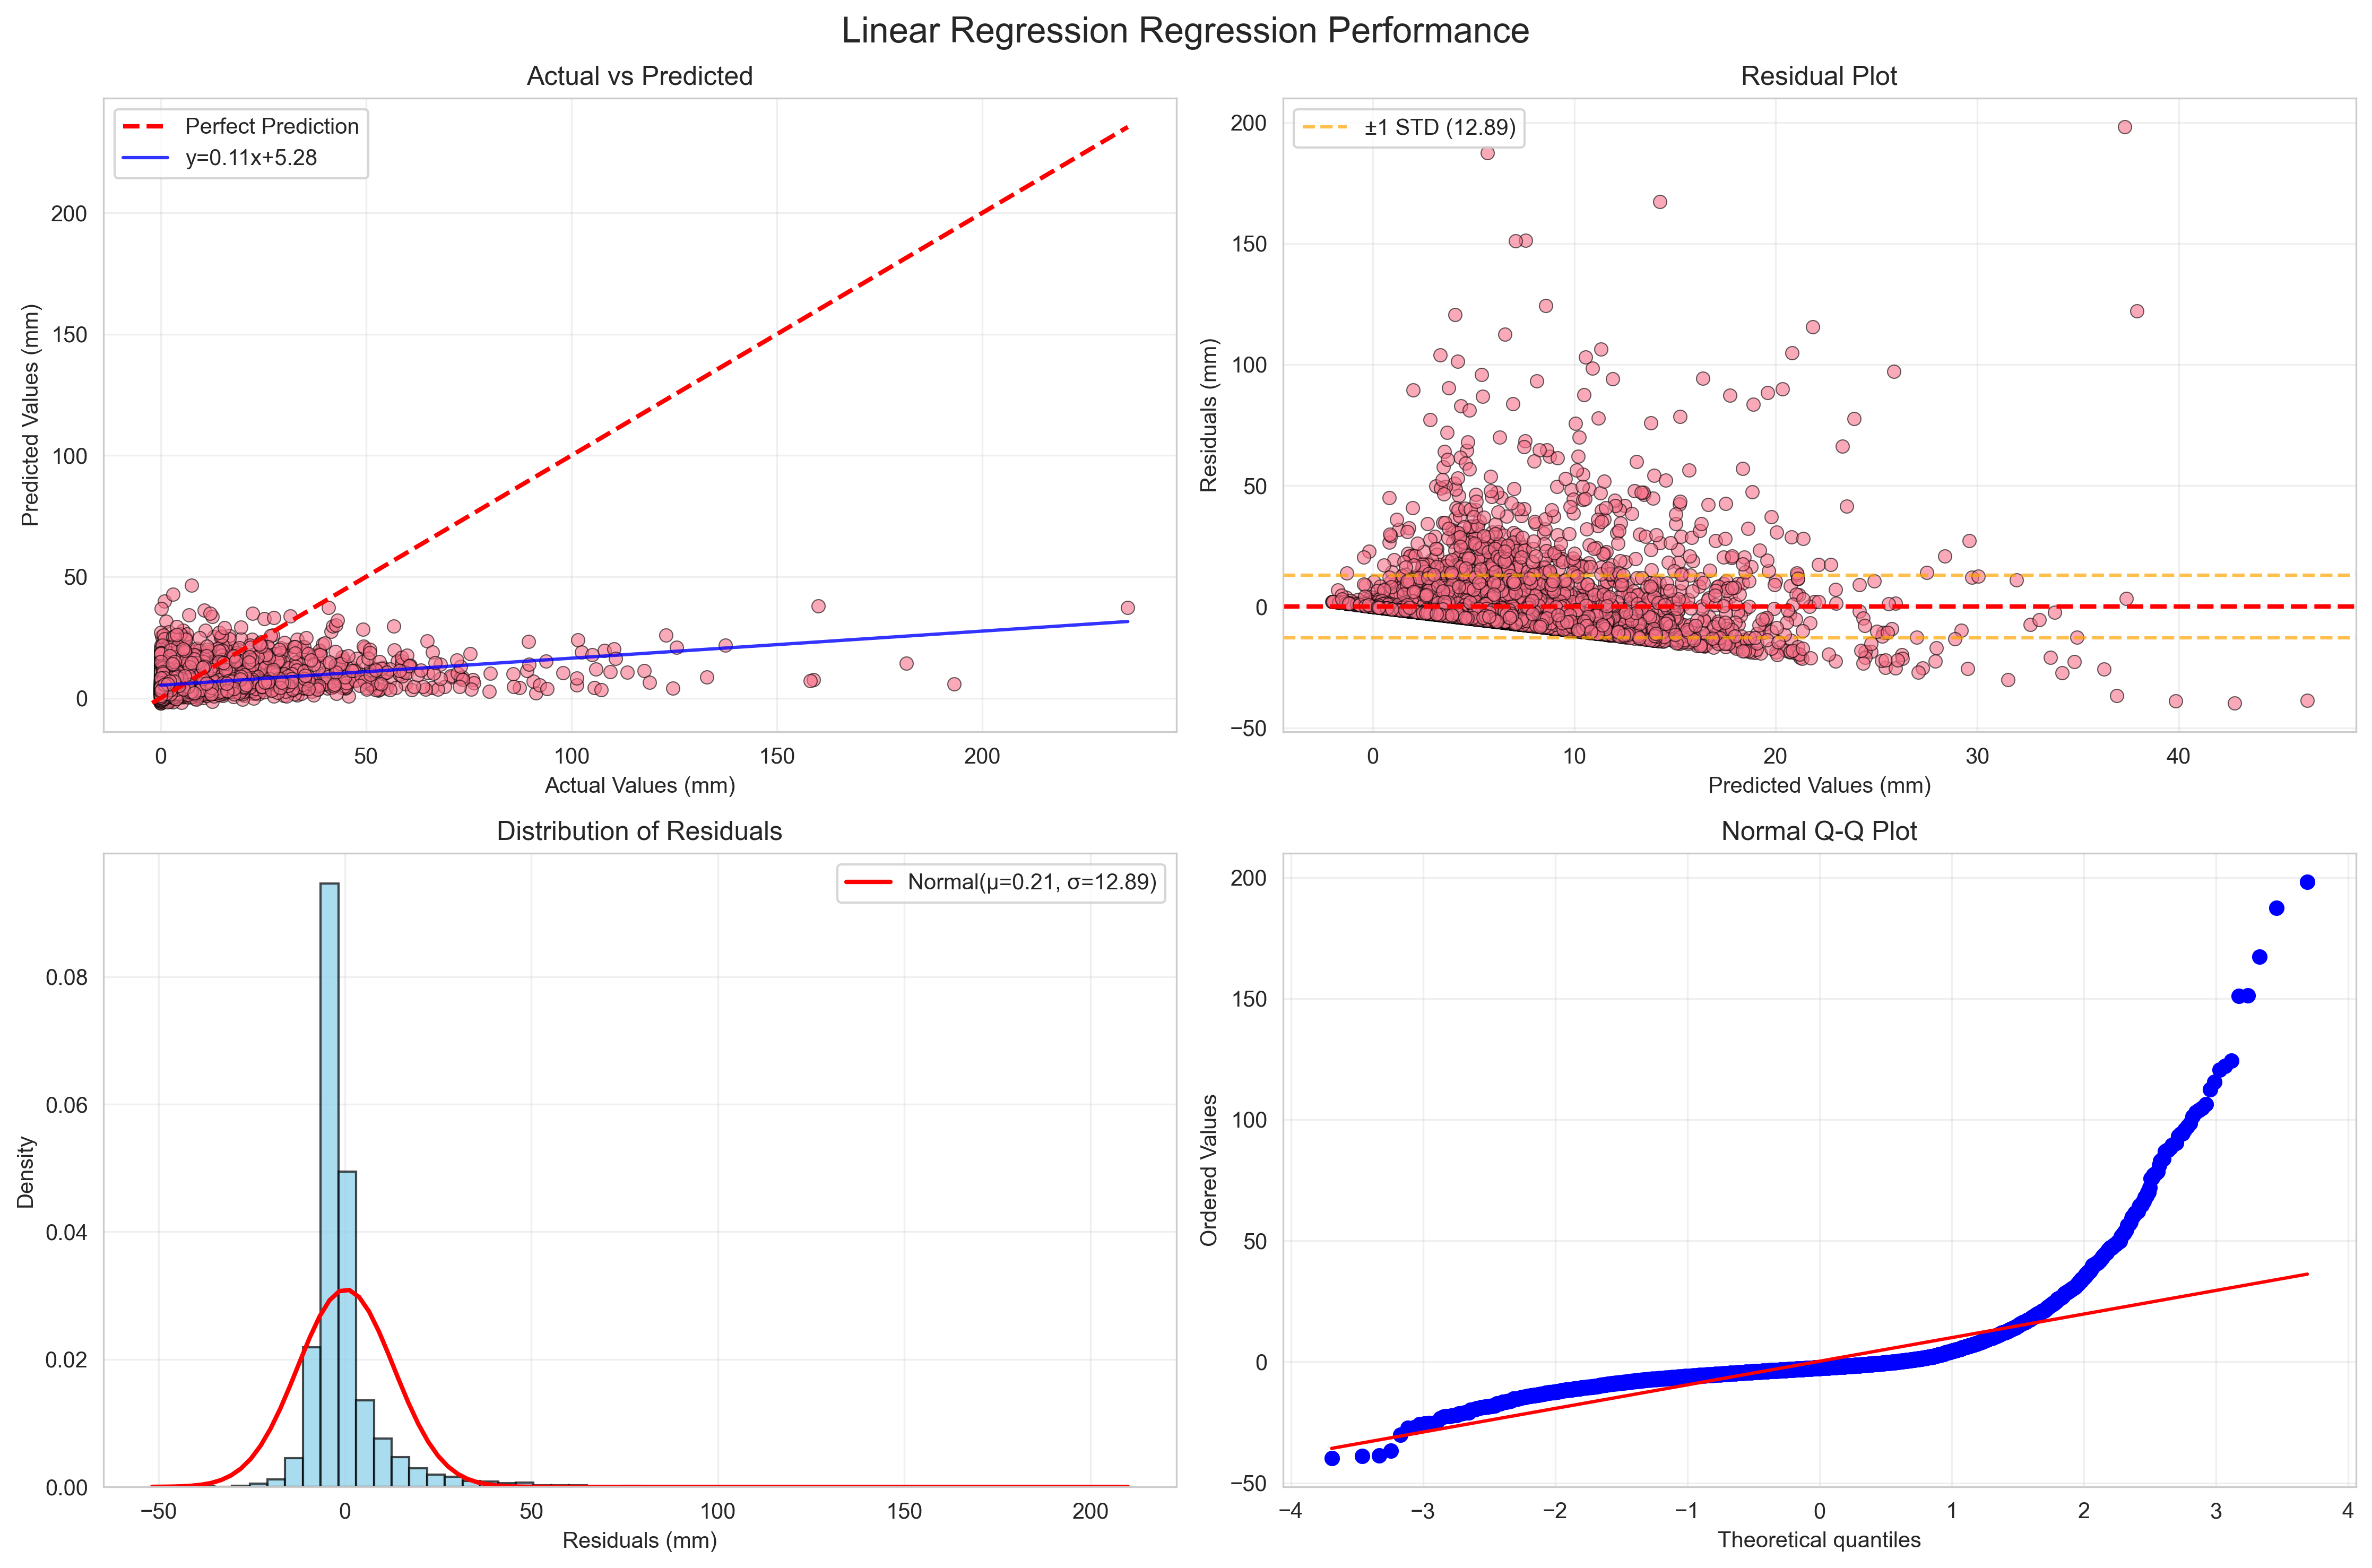 Linear Regression Regression Performance
Actual vs Predicted
Perfect Prediction
y=0.11x+5.28
200
150
100
50
0
Predicted Values (mm)
0 50 100 150 200
Actual Values (mm)
Residual Plot
±1 STD (12.89)
200
150
100
50
0
−50
Residuals (mm)
0 10 20 30 40
Predicted Values (mm)
Distribution of Residuals
Normal(μ=0.21, σ=12.89)
0.08
0.06
0.04
0.02
0.00
Density
−50 0 50 100 150 200
Residuals (mm)
Normal Q-Q Plot
200
150
100
50
0
−50
Ordered Values
−4 −3 −2 −1 0 1 2 3 4
Theoretical quantiles